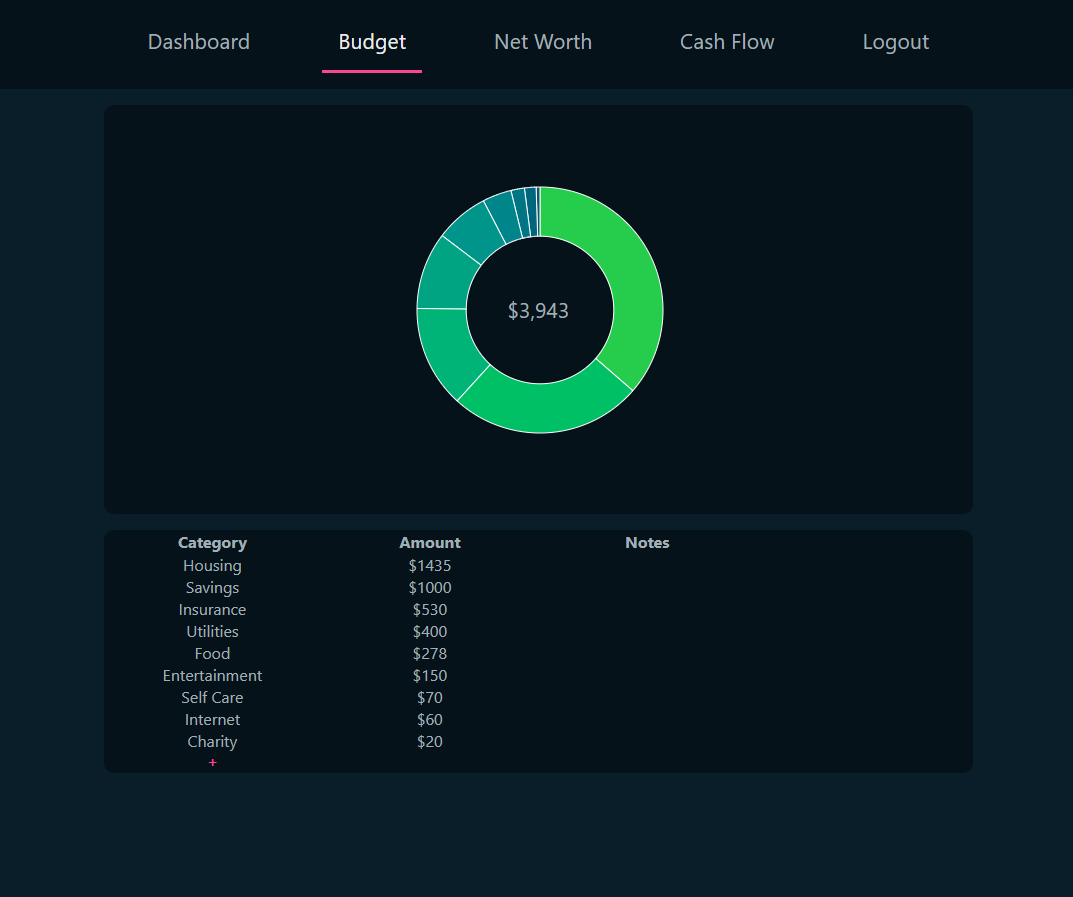 Dashboard Budget Net Worth Cash Flow Logout
$3,943
Category Amount Notes
Housing $1435
Savings $1000
Insurance $530
Utilities $400
Food $278
Entertainment $150
Self Care $70
Internet $60
Charity $20
+